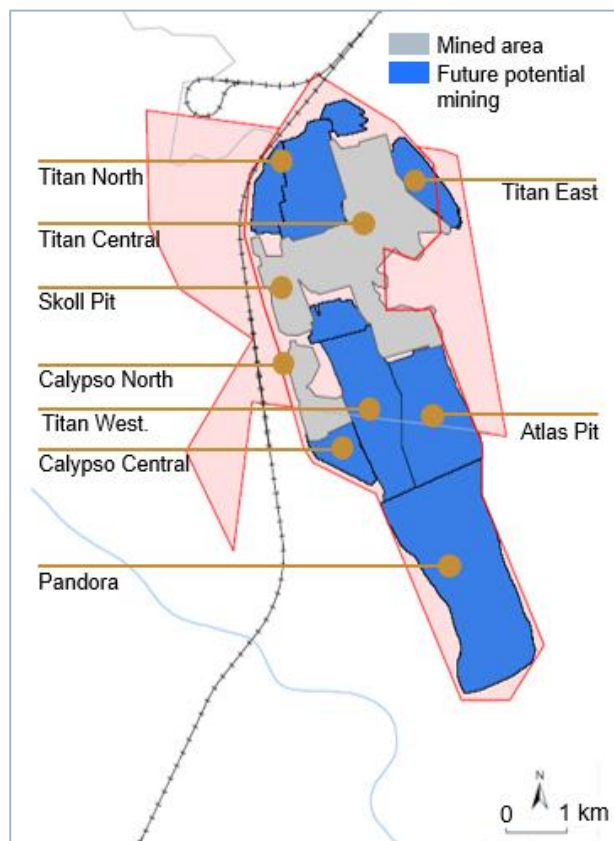 Mined area
Future potential
mining
Titan North
Titan East
Titan Central
Skoll Pit
Calypso North
Titan West.
Atlas Pit
Calypso Central
Pandora
N
0 1 km